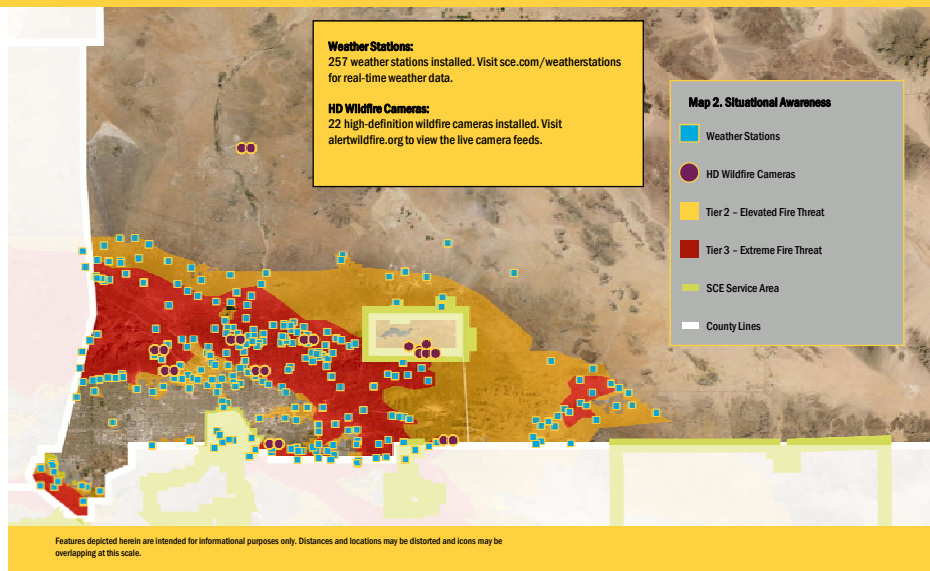 Weather Stations:
257 weather stations installed. Visit sce.com/weatherstations
for real-time weather data.
HD Wildfire Cameras:
22 high-definition wildfire cameras installed. Visit
alertwildfire.org to view the live camera feeds.
Map 2. Situational Awareness
Weather Stations
HD Wildfire Cameras
Tier 2 – Elevated Fire Threat
Tier 3 – Extreme Fire Threat
SCE Service Area
County Lines
Features depicted herein are intended for informational purposes only. Distances and locations may be distorted and icons may be
overlapping at this scale.